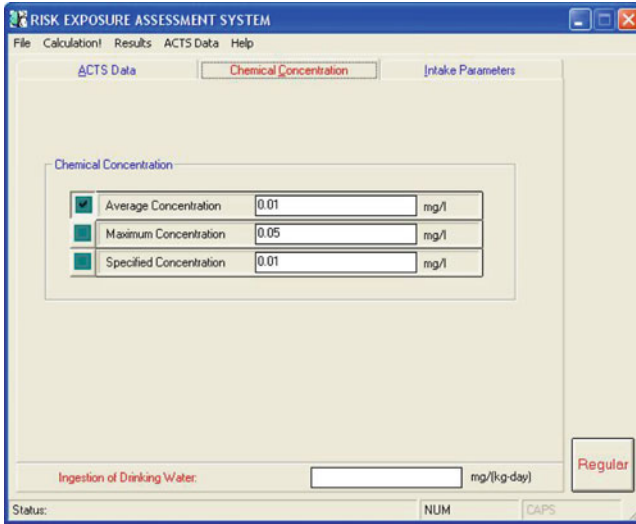 RISK EXPOSURE ASSESSMENT SYSTEM
File Calculation! Results ACTS Data Help
ACTS Data Chemical Concentration Intake Parameters
Chemical Concentration
Average Concentration 0.01 mg/l
Maximum Concentration 0.05 mg/l
Specified Concentration 0.01 mg/l
Ingestion of Drinking Water: mg/(kg-day)
Regular
Status: NUM CAPS